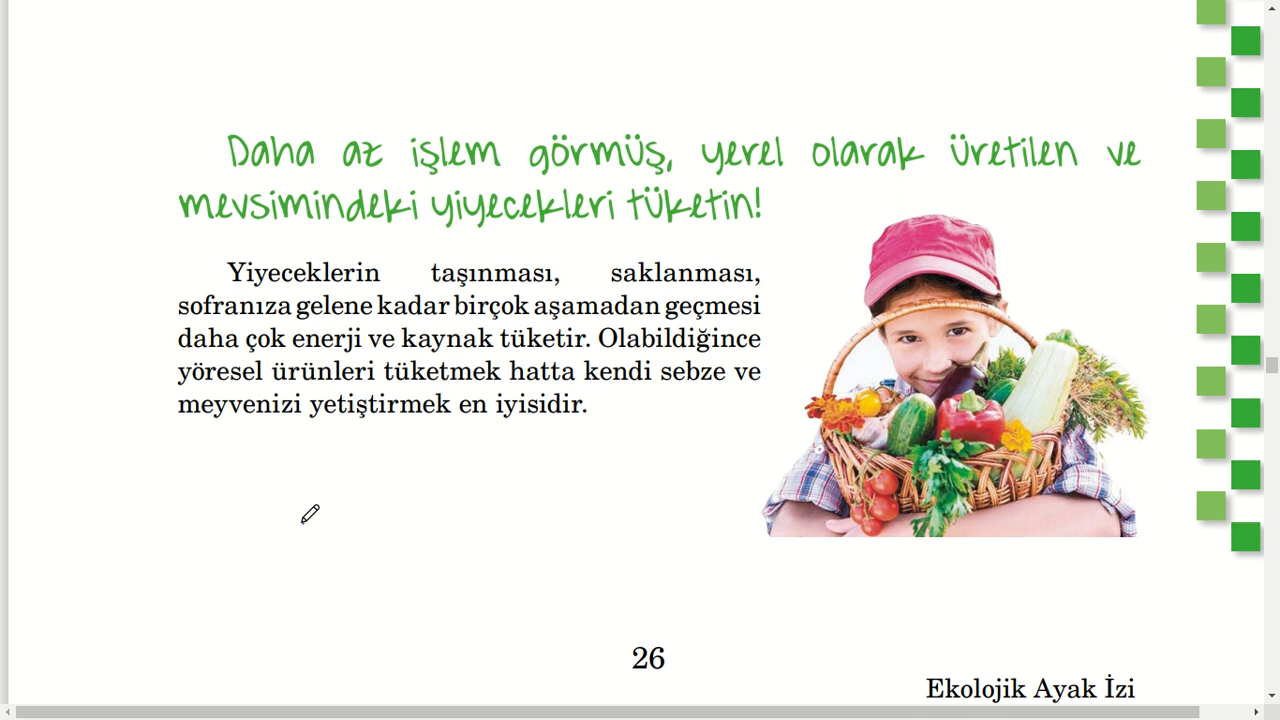 Daha az işlem görmüş, yerel olarak üretilen ve
mevsimindeki yiyecekleri tüketin!
Yiyeceklerin taşınması, saklanması,
sofranıza gelene kadar birçok aşamadan geçmesi
daha çok enerji ve kaynak tüketir. Olabildiğince
yöresel ürünleri tüketmek hatta kendi sebze ve
meyvenizi yetiştirmek en iyisidir.
26
Ekolojik Ayak İzi